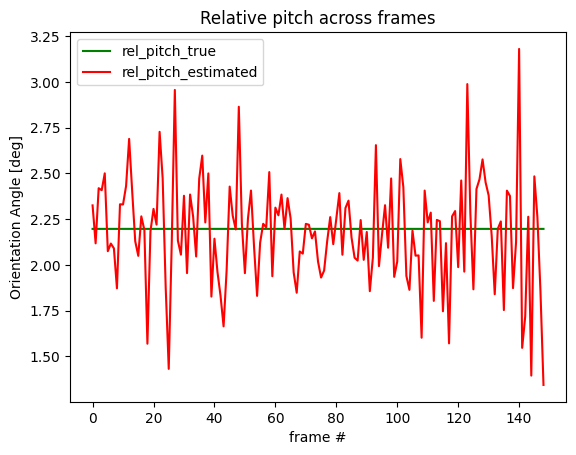 Relative pitch across frames
rel_pitch_true
rel_pitch_estimated
Orientation Angle [deg]
3.25
3.00
2.75
2.50
2.25
2.00
1.75
1.50
0 20 40 60 80 100 120 140
frame #